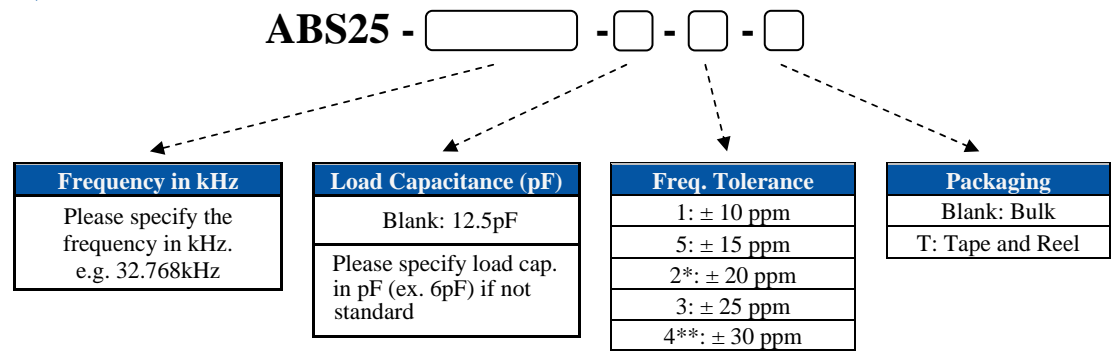 ABS25 - - - -
Frequency in kHz
Please specify the
frequency in kHz.
e.g. 32.768kHz
Load Capacitance (pF)
Blank: 12.5pF
Please specify load cap.
in pF (ex. 6pF) if not
standard
Freq. Tolerance
1: ± 10 ppm
5: ± 15 ppm
2*: ± 20 ppm
3: ± 25 ppm
4**: ± 30 ppm
Packaging
Blank: Bulk
T: Tape and Reel